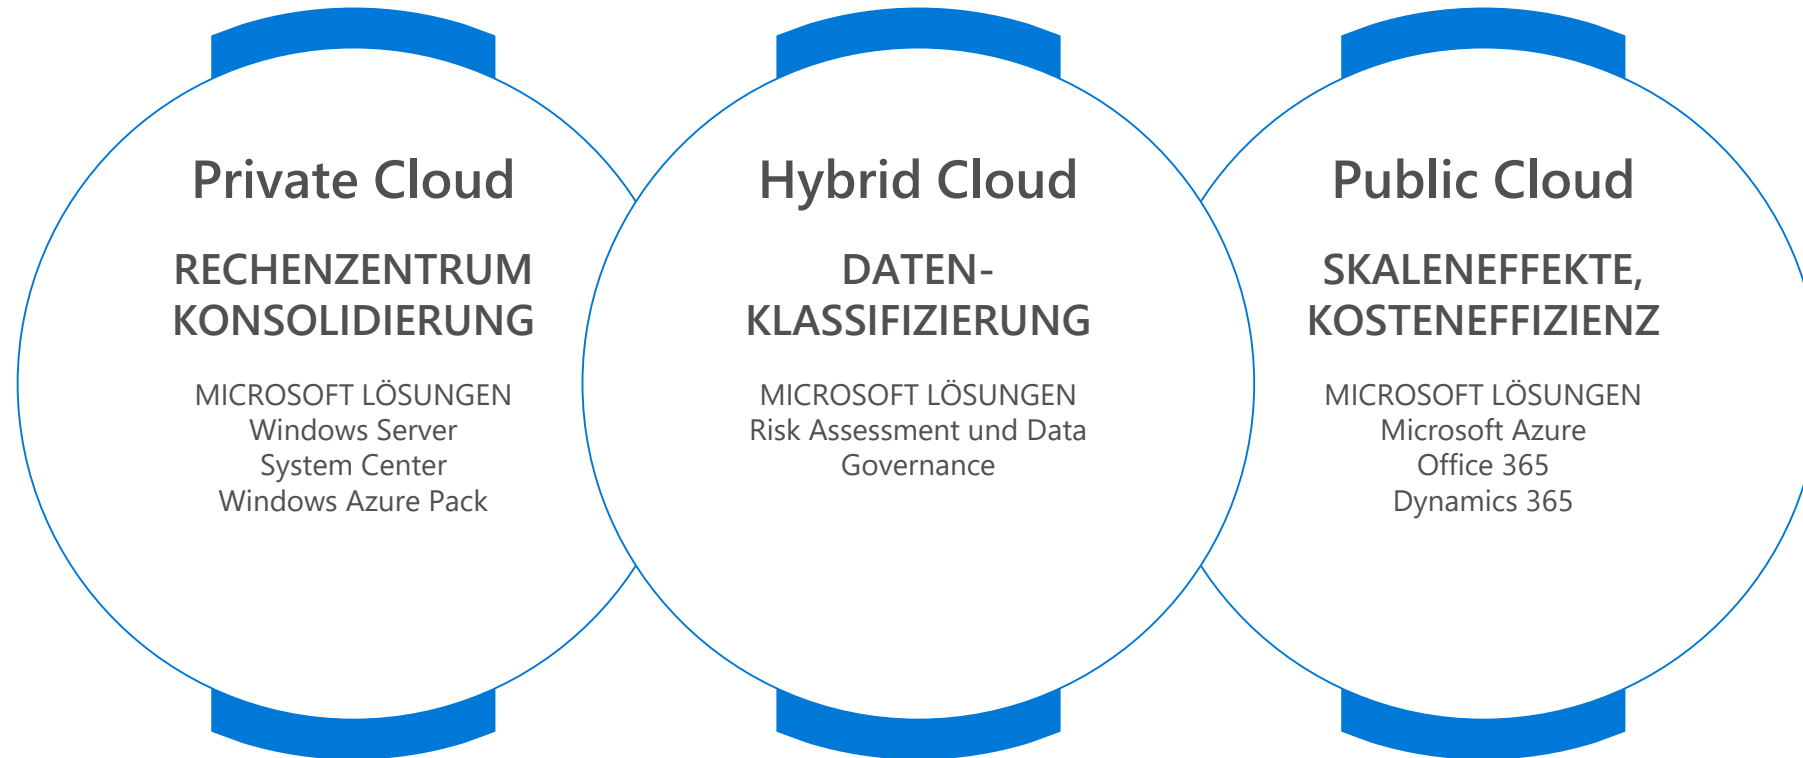 Private Cloud
RECHENZENTRUM
KONSOLIDIERUNG
MICROSOFT LÖSUNGEN
Windows Server
System Center
Windows Azure Pack
Hybrid Cloud
DATEN-
KLASSIFIZIERUNG
MICROSOFT LÖSUNGEN
Risk Assessment und Data
Governance
Public Cloud
SKALENEFFEKTE,
KOSTENEFFIZIENZ
MICROSOFT LÖSUNGEN
Microsoft Azure
Office 365
Dynamics 365